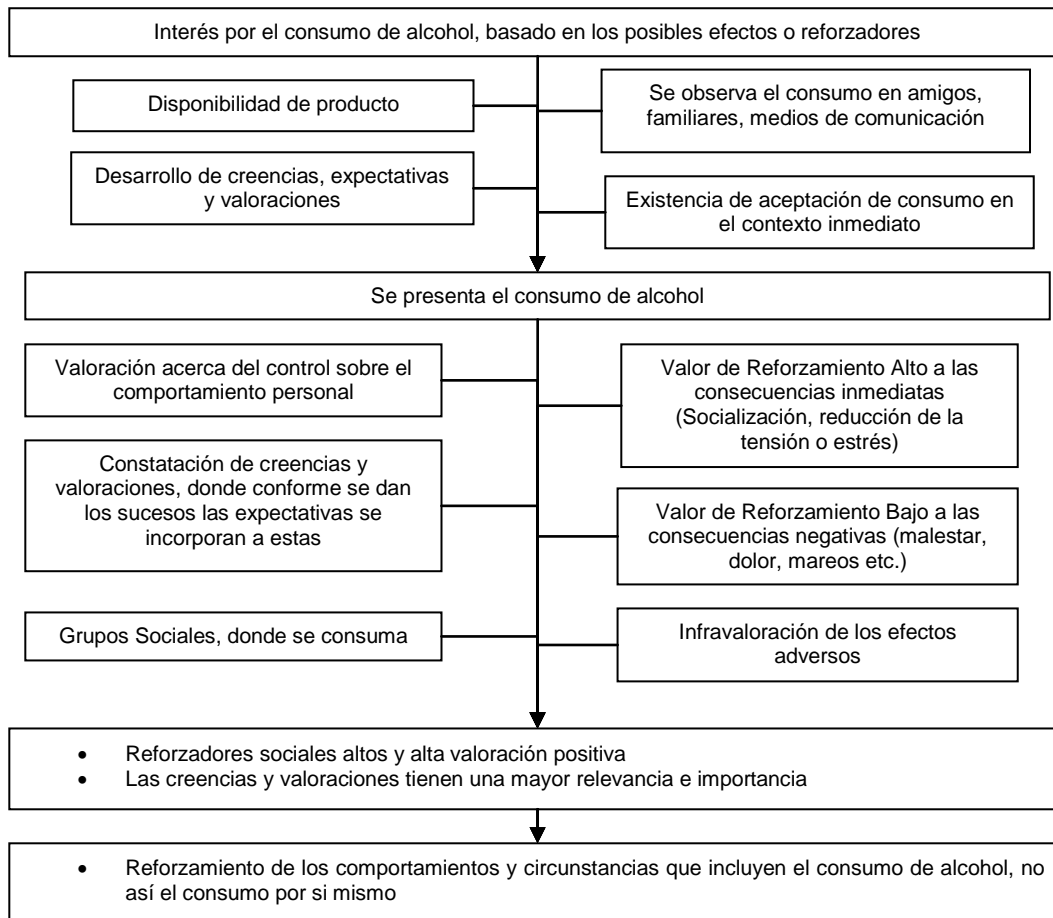 Interés por el consumo de alcohol, basado en los posibles efectos o reforzadores
Disponibilidad de producto
Se observa el consumo en amigos,
familiares, medios de comunicación
Desarrollo de creencias, expectativas
y valoraciones
Existencia de aceptación de consumo en
el contexto inmediato
Se presenta el consumo de alcohol
Valoración acerca del control sobre el
comportamiento personal
Valor de Reforzamiento Alto a las
consecuencias inmediatas
(Socialización, reducción de la
tensión o estrés)
Constatación de creencias y
valoraciones, donde conforme se dan
los sucesos las expectativas se
incorporan a estas
Valor de Reforzamiento Bajo a las
consecuencias negativas (malestar,
dolor, mareos etc.)
Grupos Sociales, donde se consuma
Infravaloración de los efectos
adversos
• Reforzadores sociales altos y alta valoración positiva
• Las creencias y valoraciones tienen una mayor relevancia e importancia
• Reforzamiento de los comportamientos y circunstancias que incluyen el consumo de alcohol, no
así el consumo por si mismo